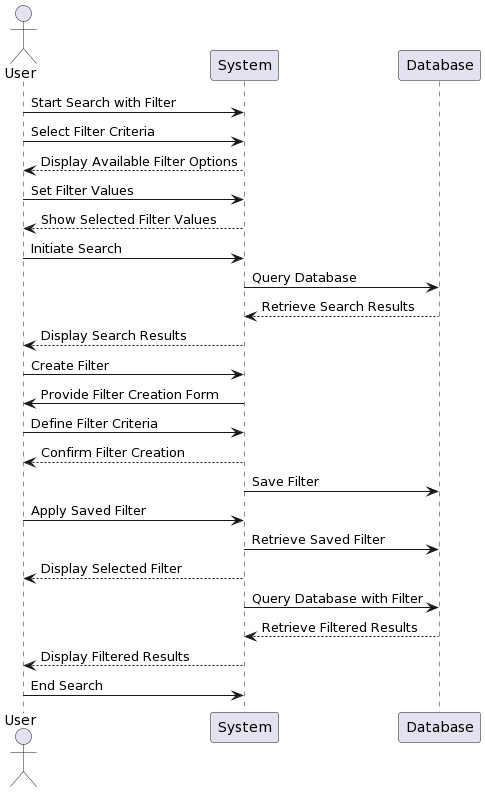 User
System
Database
Start Search with Filter
Select Filter Criteria
Display Available Filter Options
Set Filter Values
Show Selected Filter Values
Initiate Search
Query Database
Retrieve Search Results
Display Search Results
Create Filter
Provide Filter Creation Form
Define Filter Criteria
Confirm Filter Creation
Save Filter
Apply Saved Filter
Retrieve Saved Filter
Display Selected Filter
Query Database with Filter
Retrieve Filtered Results
Display Filtered Results
End Search
User
System
Database